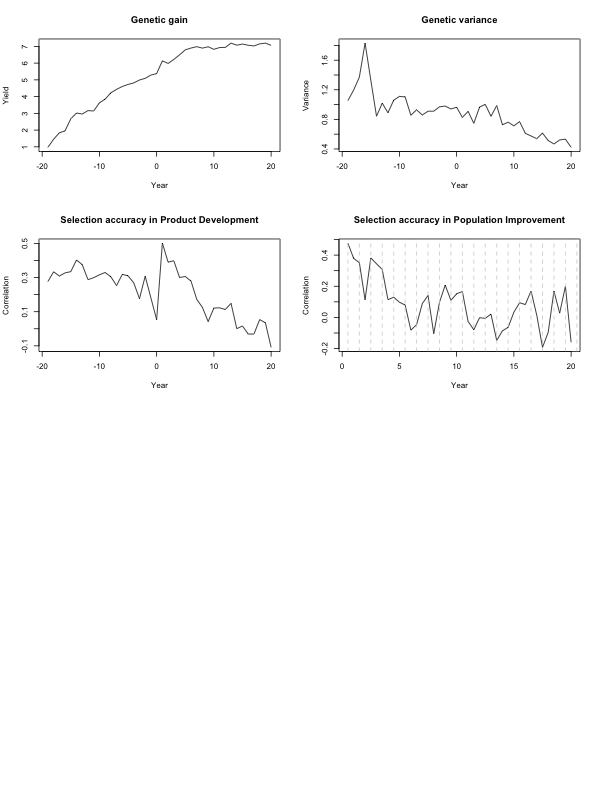 Genetic gain
Yield
7
6
5
4
3
2
1
-20 -10 0 10 20
Year
Genetic variance
Variance
1.6
1.2
0.8
0.4
-20 -10 0 10 20
Year
Selection accuracy in Product Development
Correlation
0.5
0.3
0.1
-0.1
-20 -10 0 10 20
Year
Selection accuracy in Population Improvement
Correlation
0.4
0.2
0.0
-0.2
0 5 10 15 20
Year